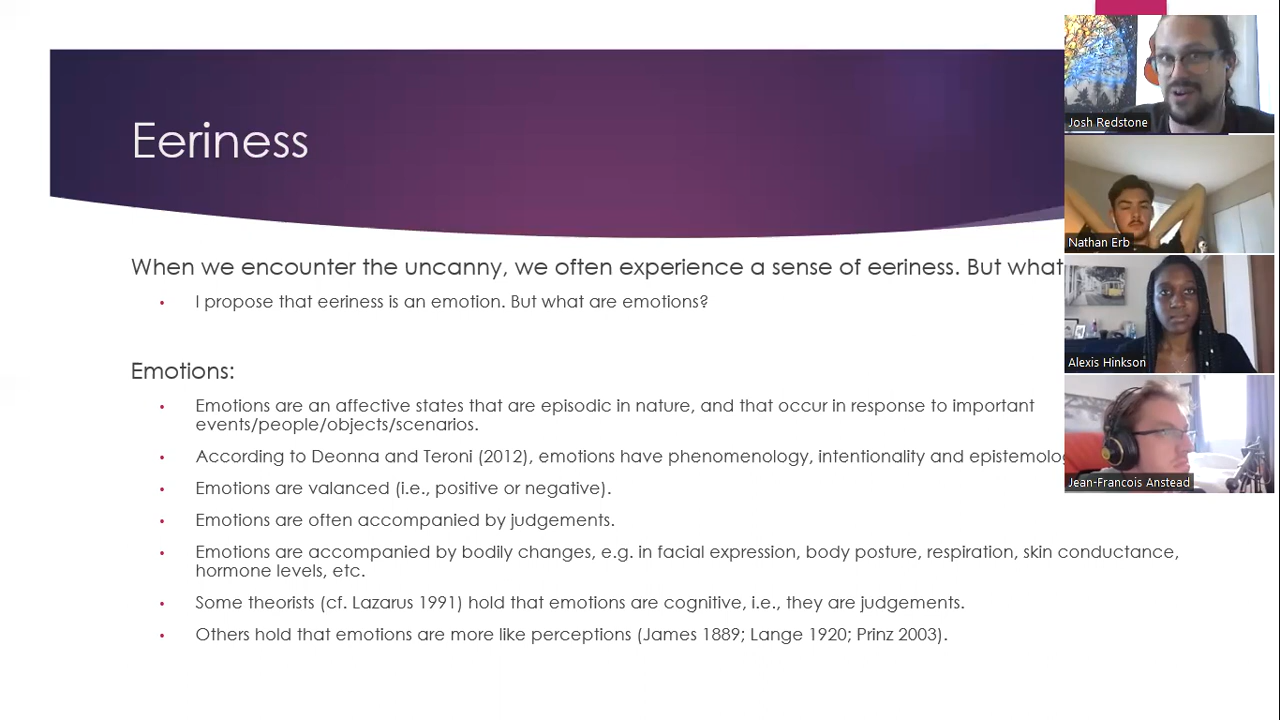 Eeriness
When we encounter the uncanny, we often experience a sense of eeriness. But what
• I propose that eeriness is an emotion. But what are emotions?
Emotions:
• Emotions are an affective states that are episodic in nature, and that occur in response to important
events/people/objects/scenarios.
• According to Deonna and Teroni (2012), emotions have phenomenology, intentionality and epistemolog
• Emotions are valanced (i.e., positive or negative).
• Emotions are often accompanied by judgements.
• Emotions are accompanied by bodily changes, e.g. in facial expression, body posture, respiration, skin conductance,
hormone levels, etc.
• Some theorists (cf. Lazarus 1991) hold that emotions are cognitive, i.e., they are judgements.
• Others hold that emotions are more like perceptions (James 1889; Lange 1920; Prinz 2003).
Josh Redstone
Nathan Erb
Alexis Hinkson
Jean-Francois Anstead